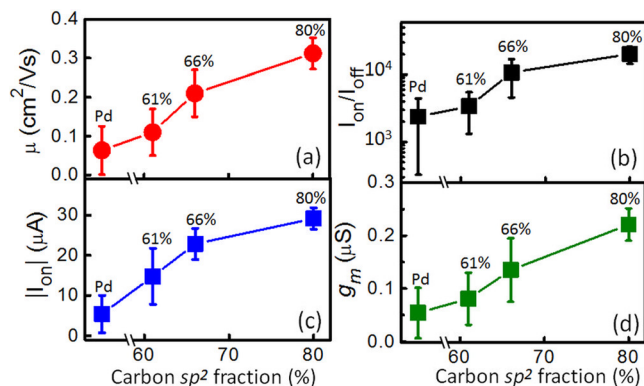 80%
66%
61%
Pd
(a)
μ (cm²/Vs)
0.4
0.3
0.2
0.1
0.0
80%
66%
61%
Pd
(b)
I_on/I_off
10⁴
10³
0.3
80%
66%
61%
Pd
(c)
|I_on| (μA)
30
20
10
0
60 70 80
Carbon sp² fraction (%)
80%
66%
61%
Pd
(d)
g_m (μS)
0.2
0.1
0.0
60 70 80
Carbon sp² fraction (%)